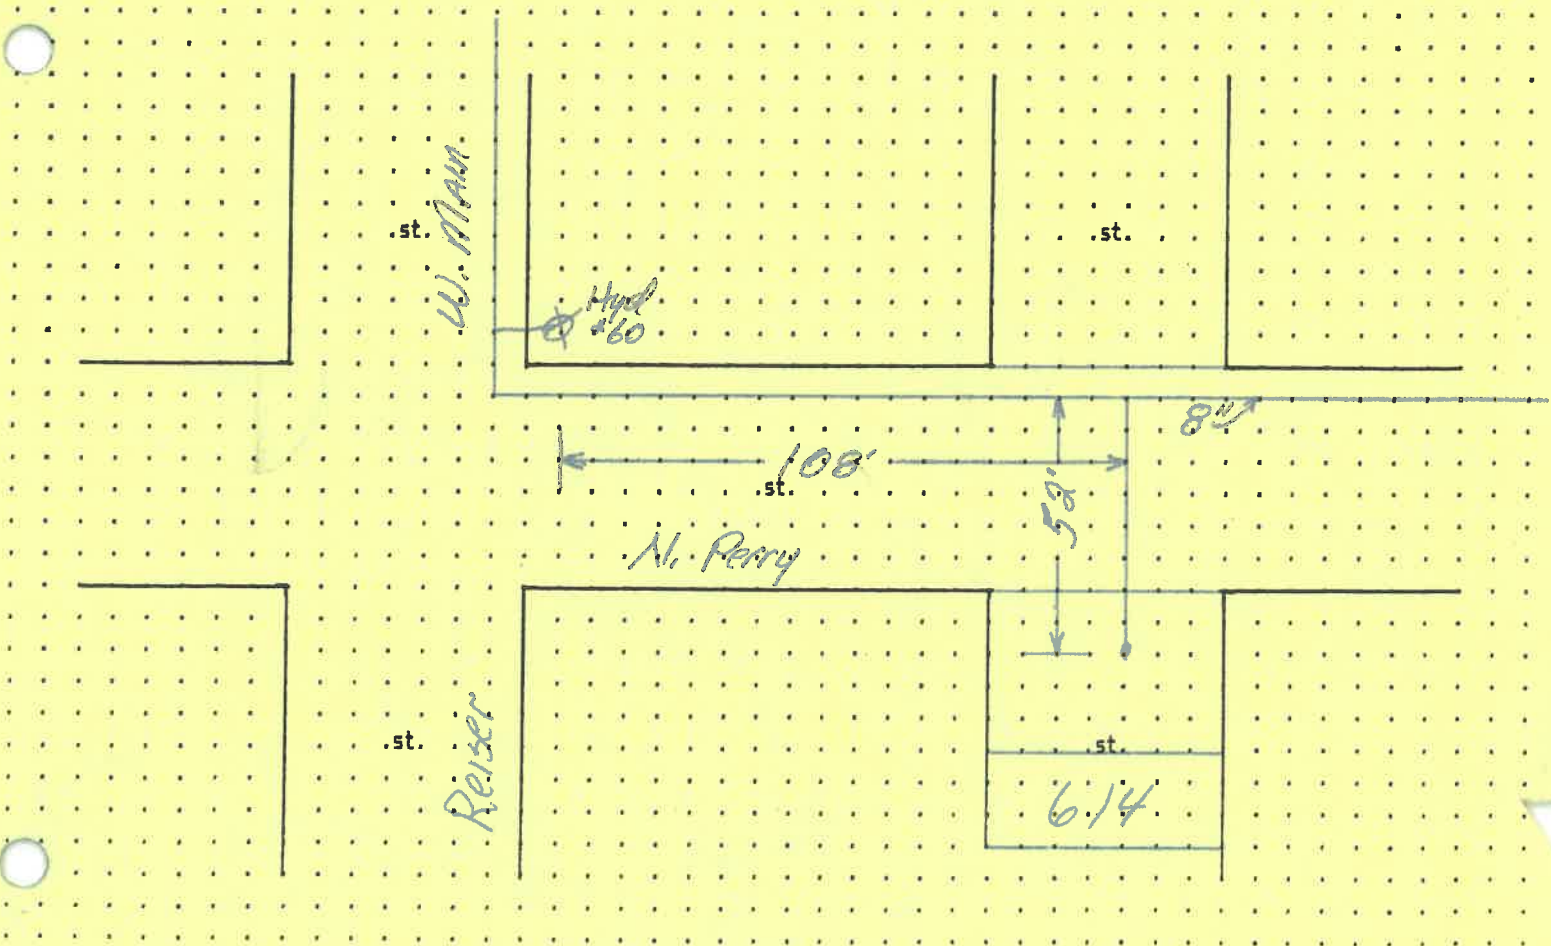 W. Main
st.
st.
Hyd
#60
8"
108'
st.
52'
N. Perry
Reiser
st.
st.
614